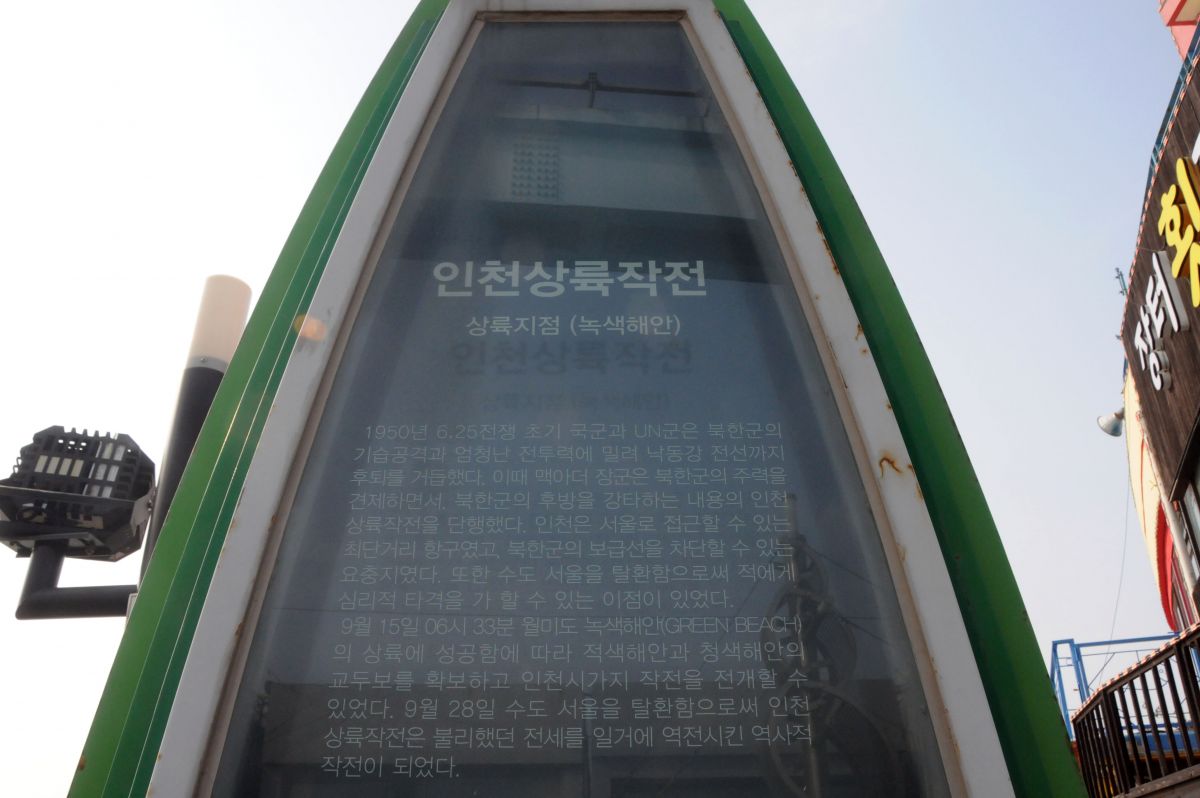 인천상륙작전
상륙지점 (녹색해안)
1950년 6.25전쟁 초기 국군과 UN군은 북한군의
기습공격과 엄청난 전투력에 밀려 낙동강 전선까지
후퇴를 거듭했다. 이때 맥아더 장군은 북한군의 주력을
견제하면서, 북한군의 후방을 강타하는 내용의 인천
상륙작전을 단행했다. 인천은 서울로 접근할 수 있는
최단거리 항구였고, 북한군의 보급선을 차단할 수 있는
요충지였다. 또한 수도 서울을 탈환함으로써 적에게
심리적 타격을 가 할 수 있는 이점이 있었다.
9월 15일 06시 33분 월미도 녹색해안(GREEN BEACH)
의 상륙에 성공함에 따라 적색해안과 청색해안의
교두보를 확보하고 인천시가지 작전을 전개할 수
있었다. 9월 28일 수도 서울을 탈환함으로써 인천
상륙작전은 불리했던 전세를 일거에 역전시킨 역사적
작전이 되었다.
장터
횟